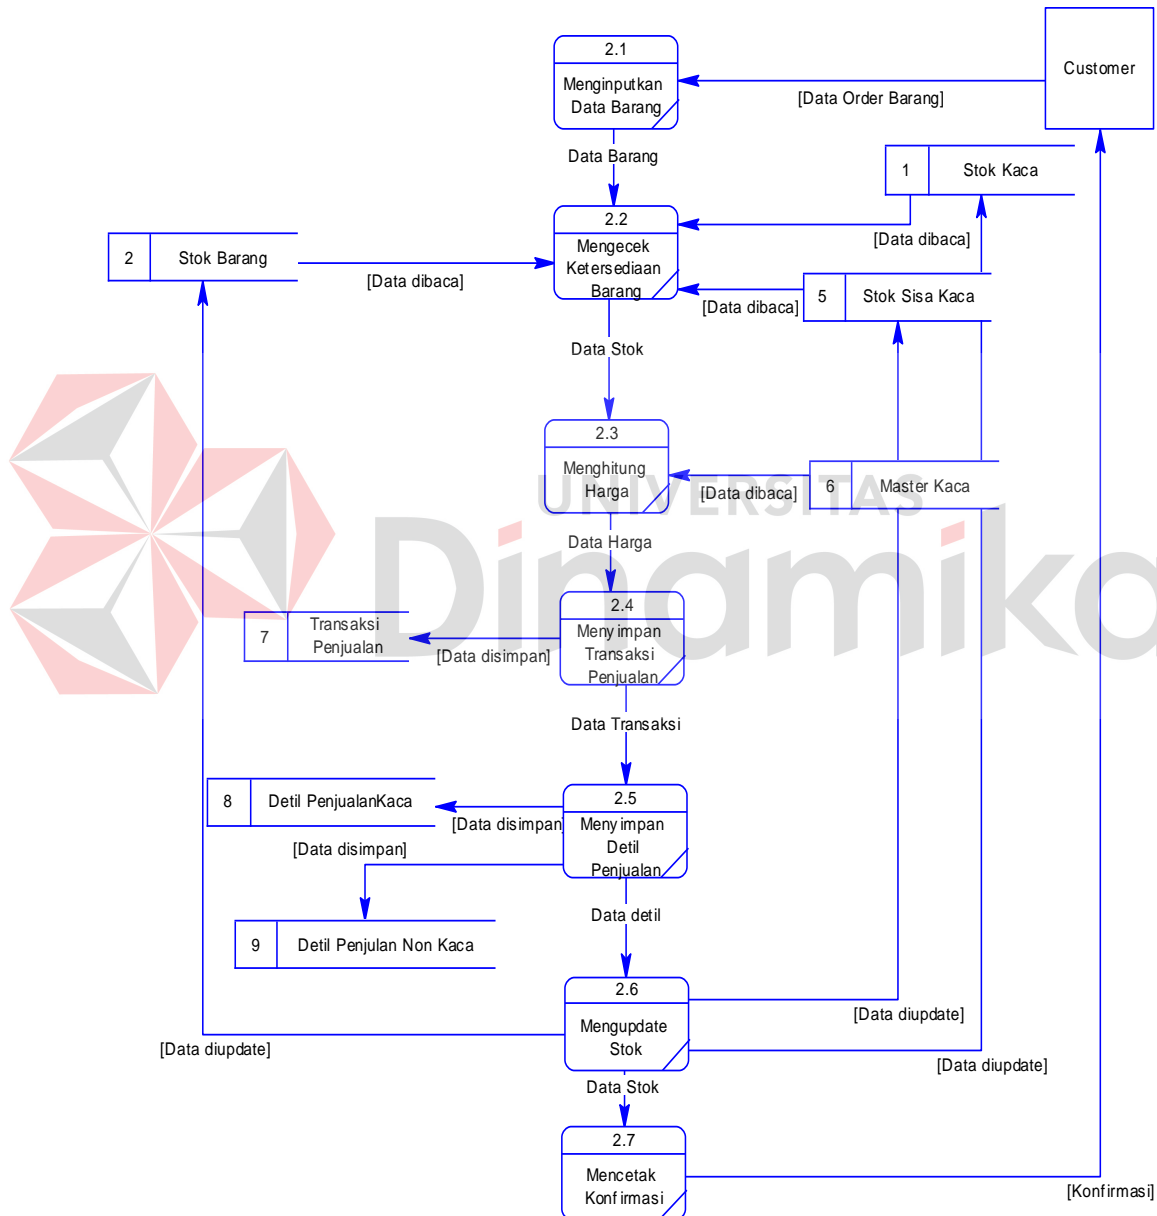 2.1
Menginputkan
Data Barang
Customer
[Data Order Barang]
Data Barang
1
Stok Kaca
2.2
Mengecek
Ketersediaan
Barang
[Data dibaca]
2
Stok Barang
[Data dibaca]
5
Stok Sisa Kaca
[Data dibaca]
Data Stok
2.3
Menghitung
Harga
6
Master Kaca
[Data dibaca]
UNIVERSITAS
Dinamika
Data Harga
2.4
Menyimpan
Transaksi
Penjualan
7
Transaksi
Penjualan
[Data disimpan]
Data Transaksi
2.5
Menyimpan
Detil
Penjualan
8
Detil PenjualanKaca
[Data disimpan]
[Data disimpan]
Data detil
9
Detil Penjulan Non Kaca
2.6
Mengupdate
Stok
[Data diupdate]
[Data diupdate]
[Data diupdate]
Data Stok
2.7
Mencetak
Konfirmasi
[Konfirmasi]